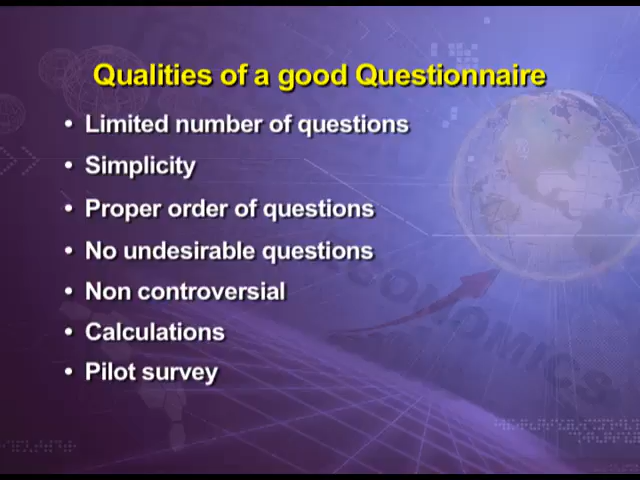 Qualities of a good Questionnaire
• Limited number of questions
• Simplicity
• Proper order of questions
• No undesirable questions
• Non controversial
• Calculations
• Pilot survey
ECONOMICS